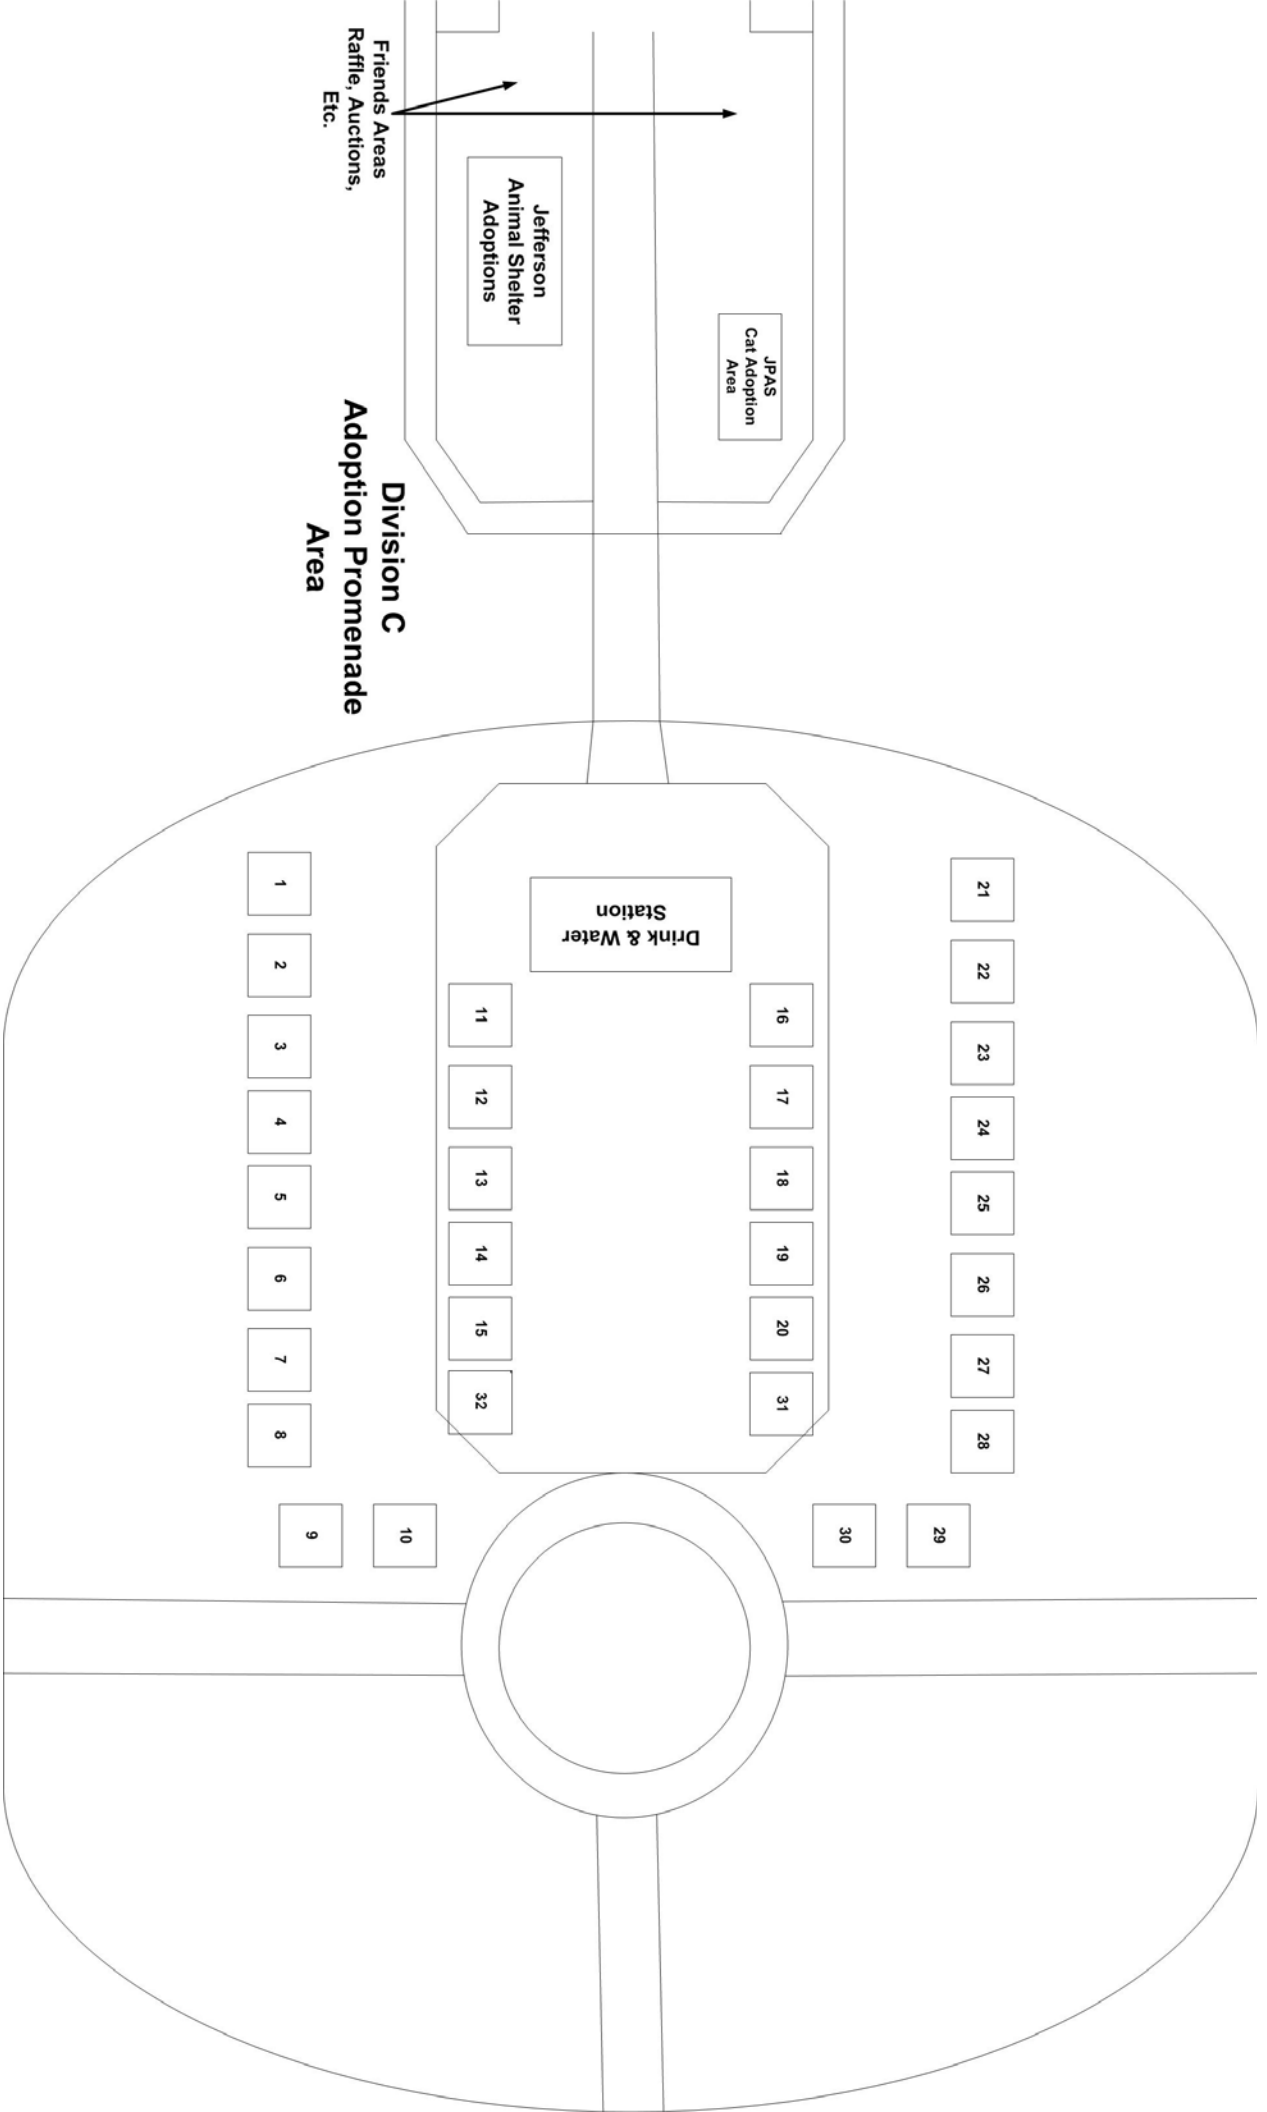 Friends Areas
Raffle, Auctions,
Etc.
Jefferson
Animal Shelter
Adoptions
JPAS
Cat Adoption
Area
Division C
Adoption Promenade
Area
Drink & Water
Station
1
2
3
4
5
6
7
8
9
10
11
12
13
14
15
32
16
17
18
19
20
31
21
22
23
24
25
26
27
28
29
30